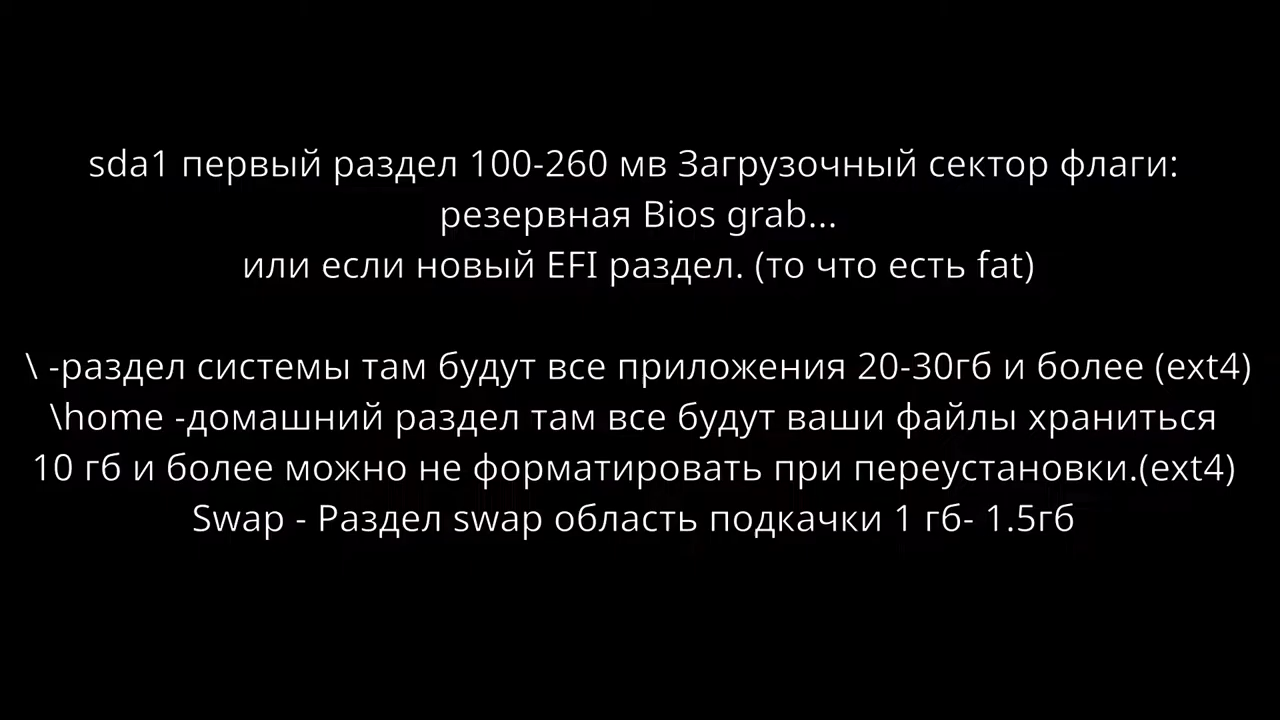 sda1 первый раздел 100-260 мв Загрузочный сектор флаги:
резервная Bios grab...
или если новый EFI раздел. (то что есть fat)
\ -раздел системы там будут все приложения 20-30гб и более (ext4)
\home -домашний раздел там все будут ваши файлы храниться
10 гб и более можно не форматировать при переустановки.(ext4)
Swap - Раздел swap область подкачки 1 гб- 1.5гб